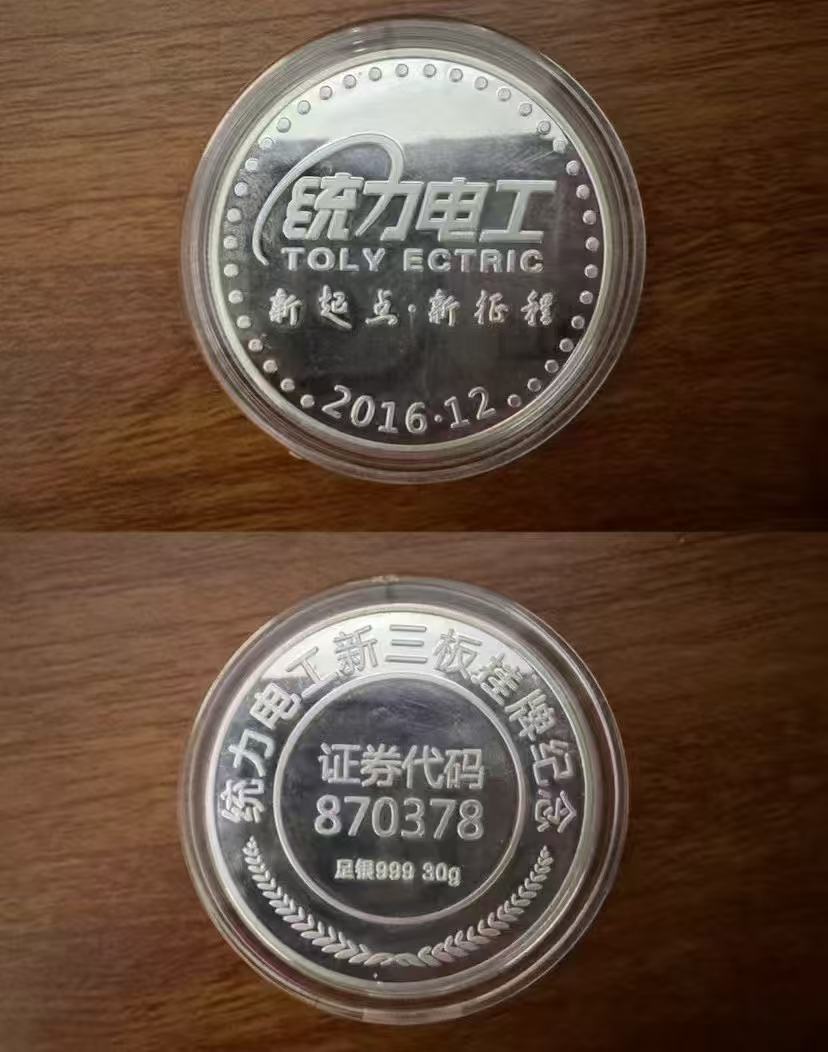 统力电工
TOLY ECTRIC
新起点·新征程
2016·12
统力电工新三板挂牌纪念
证券代码
870378
足银999 30g